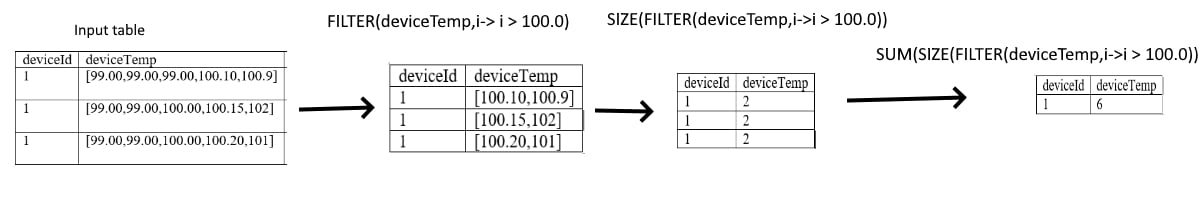 Input table
deviceId deviceTemp
1 [99.00,99.00,99.00,100.10,100.9]
1 [99.00,99.00,100.00,100.15,102]
1 [99.00,99.00,100.00,100.20,101]
FILTER(deviceTemp,i-> i > 100.0)
deviceId deviceTemp
1 [100.10,100.9]
1 [100.15,102]
1 [100.20,101]
SIZE(FILTER(deviceTemp,i->i > 100.0))
deviceId deviceTemp
1 2
1 2
1 2
SUM(SIZE(FILTER(deviceTemp,i->i > 100.0))
deviceId deviceTemp
1 6